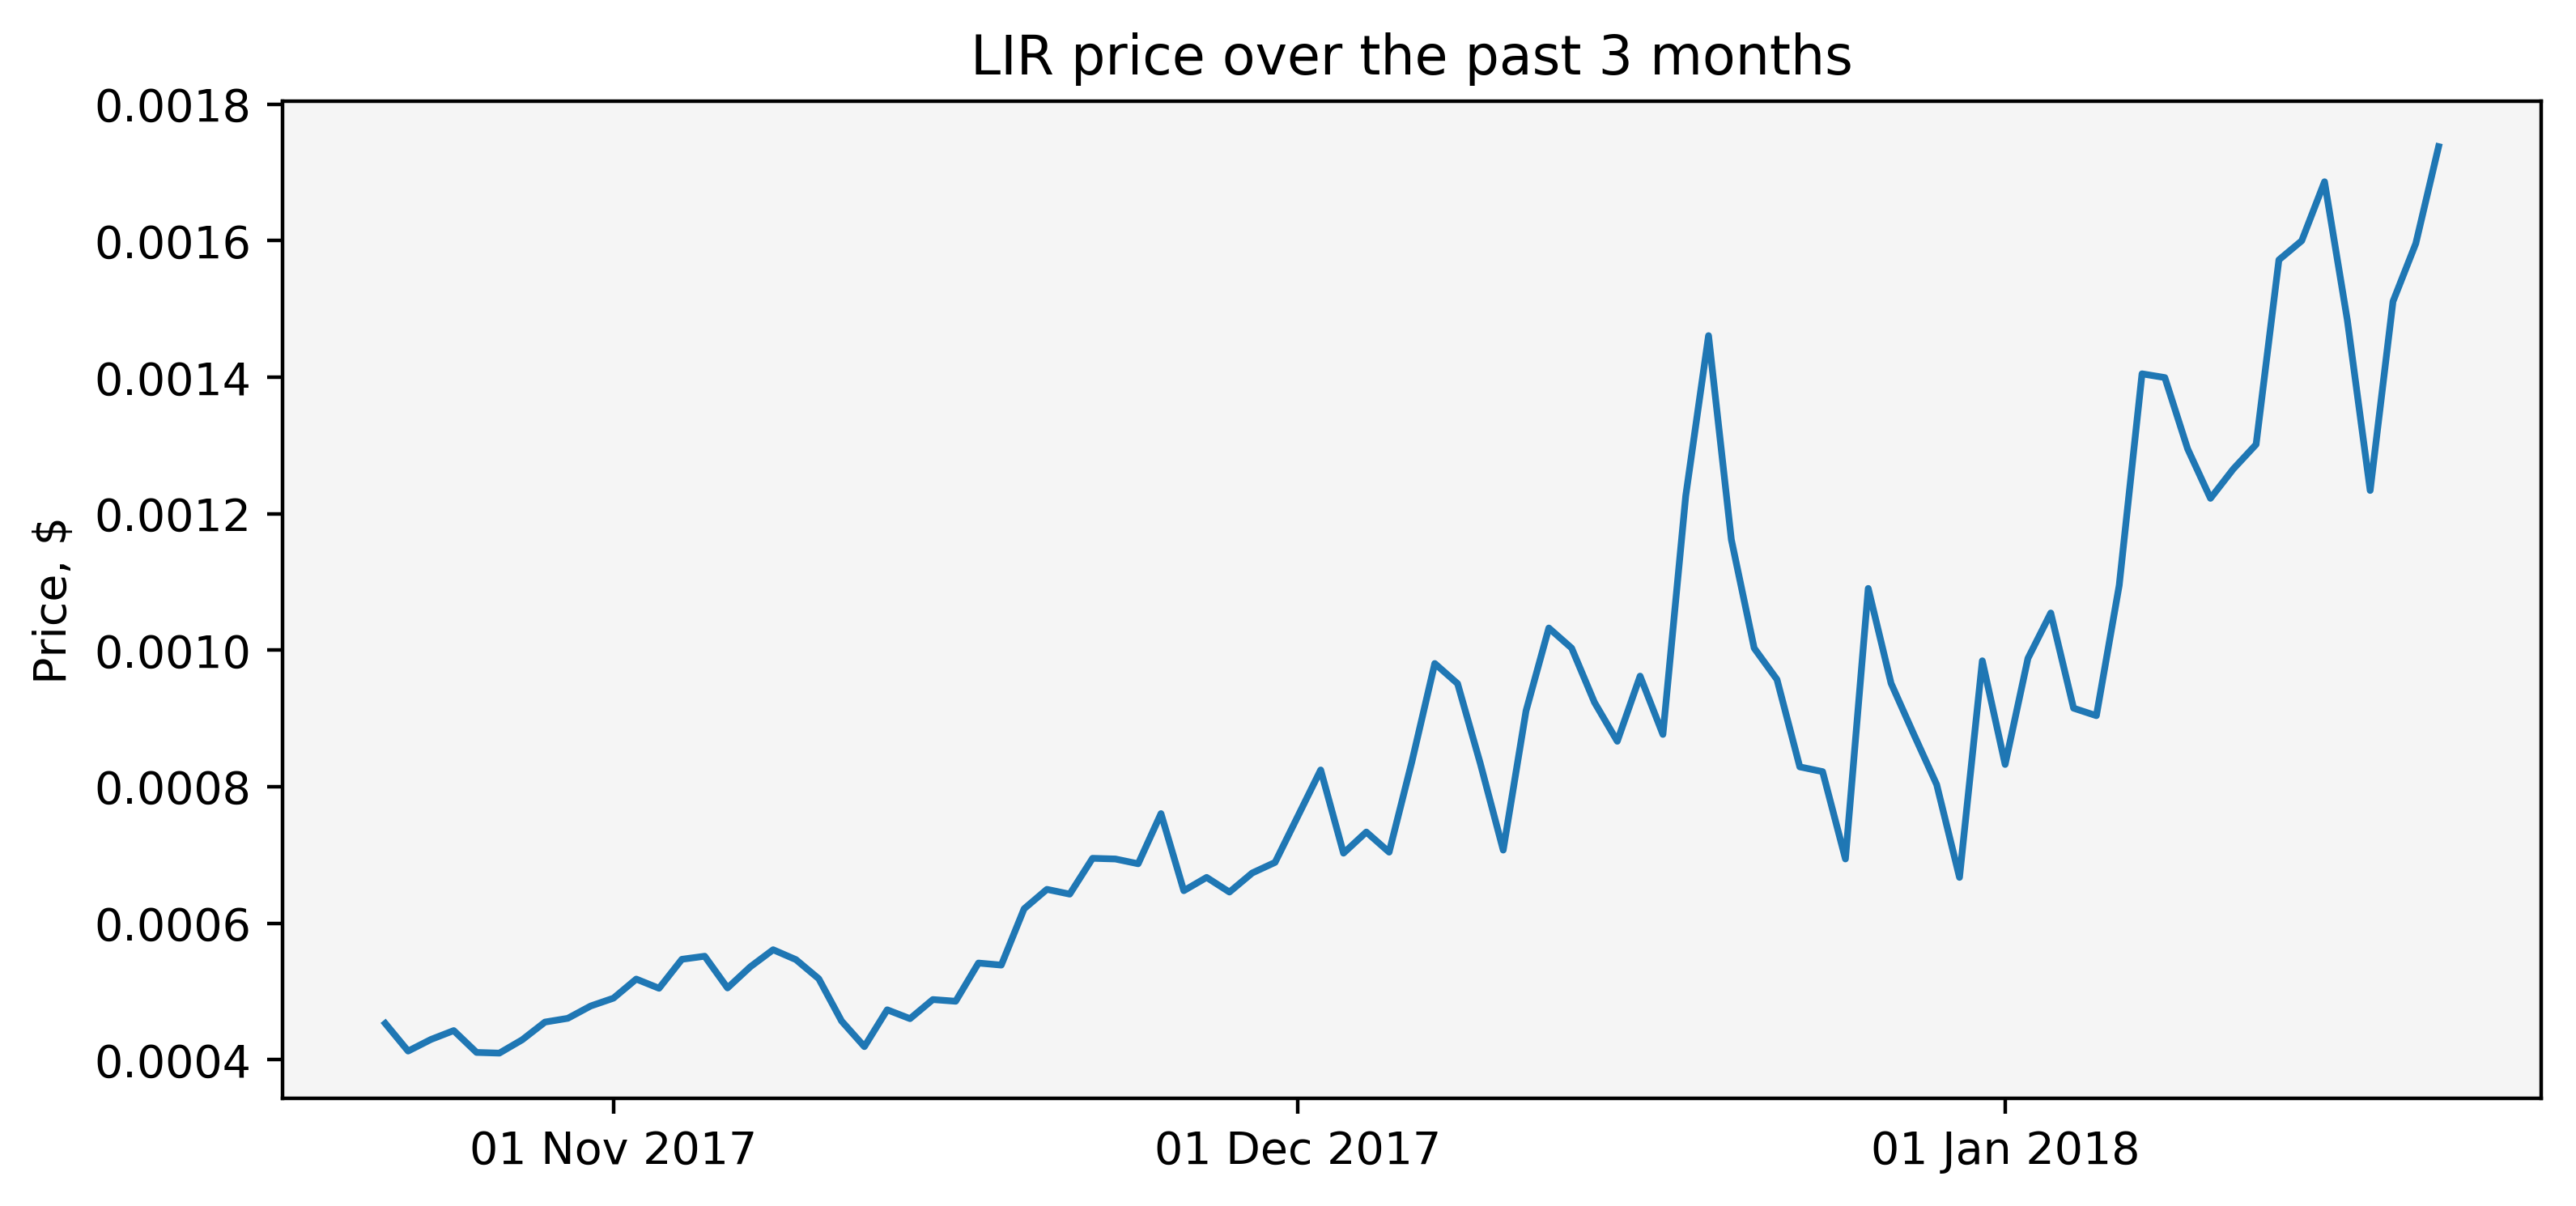 LIR price over the past 3 months
Price, $
0.0018
0.0016
0.0014
0.0012
0.0010
0.0008
0.0006
0.0004
01 Nov 2017
01 Dec 2017
01 Jan 2018